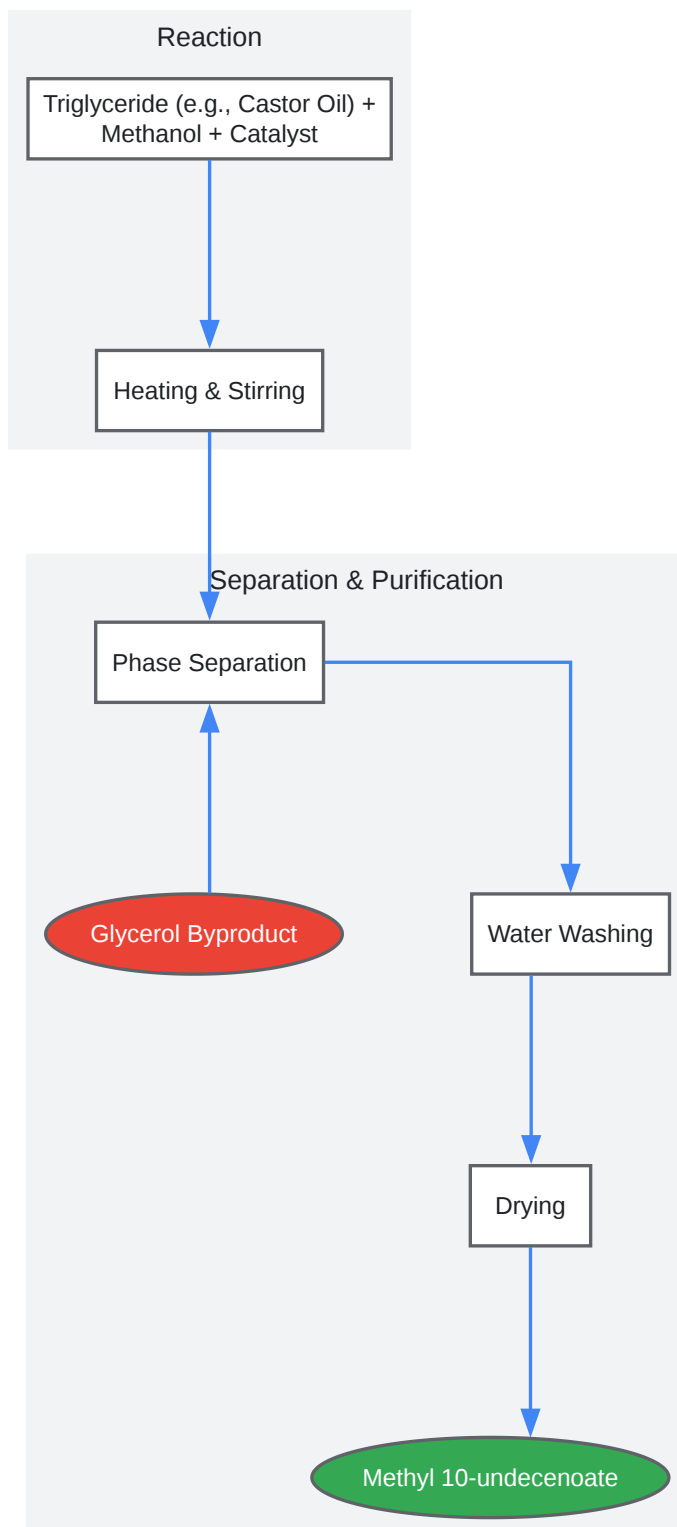 Reaction
Triglyceride (e.g., Castor Oil) +
Methanol + Catalyst
Heating & Stirring
Separation & Purification
Phase Separation
Glycerol Byproduct
Water Washing
Drying
Methyl 10-undecenoate